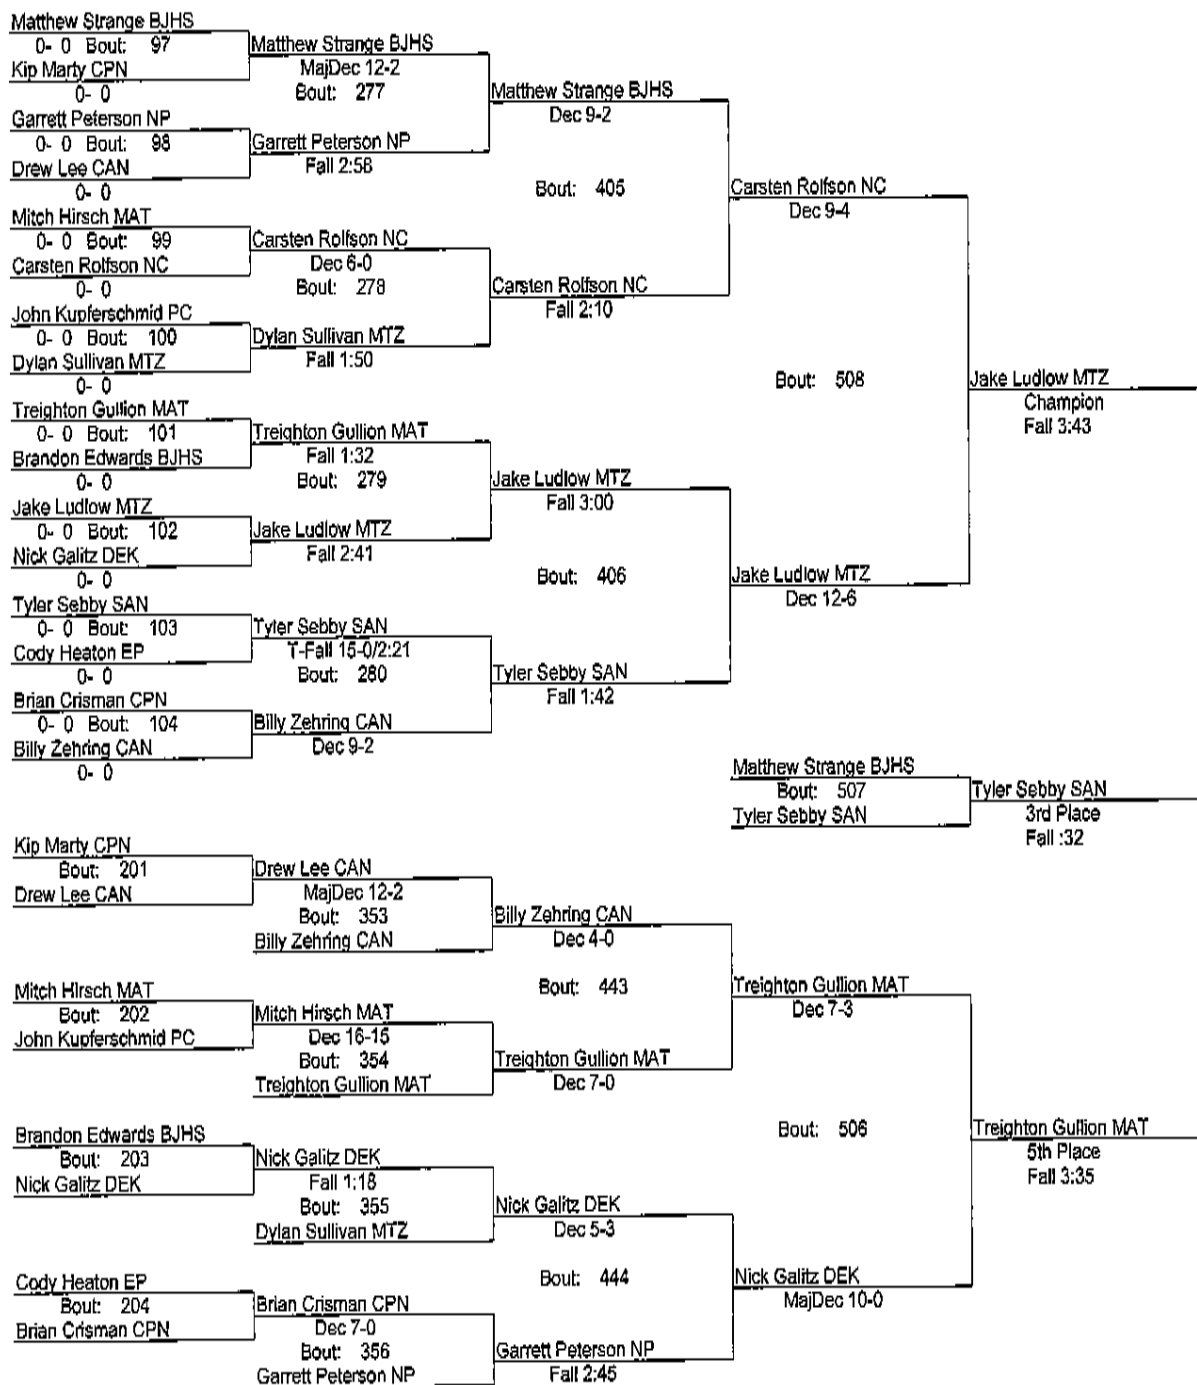 Matthew Strange BJHS
0- 0 Bout: 97
Kip Marty CPN
0- 0
Garrett Peterson NP
0- 0 Bout: 98
Drew Lee CAN
0- 0
Mitch Hirsch MAT
0- 0 Bout: 99
Carsten Rolfson NC
0- 0
John Kupferschmid PC
0- 0 Bout: 100
Dylan Sullivan MTZ
0- 0
Treighton Gullion MAT
0- 0 Bout: 101
Brandon Edwards BJHS
0- 0
Jake Ludlow MTZ
0- 0 Bout: 102
Nick Galitz DEK
0- 0
Tyler Sebby SAN
0- 0 Bout: 103
Cody Heaton EP
0- 0
Brian Crisman CPN
0- 0 Bout: 104
Billy Zehring CAN
0- 0
Matthew Strange BJHS
MajDec 12-2
Bout: 277
Garrett Peterson NP
Fall 2:58
Carsten Rolfson NC
Dec 6-0
Bout: 278
Dylan Sullivan MTZ
Fall 1:50
Treighton Gullion MAT
Fall 1:32
Bout: 279
Jake Ludlow MTZ
Fall 2:41
Tyler Sebby SAN
T-Fall 15-0/2:21
Bout: 280
Billy Zehring CAN
Dec 9-2
Matthew Strange BJHS
Dec 9-2
Bout: 405
Carsten Rolfson NC
Fall 2:10
Jake Ludlow MTZ
Fall 3:00
Bout: 406
Tyler Sebby SAN
Fall 1:42
Carsten Rolfson NC
Dec 9-4
Bout: 508
Jake Ludlow MTZ
Dec 12-6
Jake Ludlow MTZ
Champion
Fall 3:43
Matthew Strange BJHS
Bout: 507
Tyler Sebby SAN
Tyler Sebby SAN
3rd Place
Fall :32
Kip Marty CPN
Bout: 201
Drew Lee CAN
Mitch Hirsch MAT
Bout: 202
John Kupferschmid PC
Brandon Edwards BJHS
Bout: 203
Nick Galitz DEK
Cody Heaton EP
Bout: 204
Brian Crisman CPN
Drew Lee CAN
MajDec 12-2
Bout: 353
Billy Zehring CAN
Mitch Hirsch MAT
Dec 16-15
Bout: 354
Treighton Gullion MAT
Nick Galitz DEK
Fall 1:18
Bout: 355
Dylan Sullivan MTZ
Brian Crisman CPN
Dec 7-0
Bout: 356
Garrett Peterson NP
Billy Zehring CAN
Dec 4-0
Bout: 443
Treighton Gullion MAT
Dec 7-0
Nick Galitz DEK
Dec 5-3
Bout: 444
Garrett Peterson NP
Fall 2:45
Treighton Gullion MAT
Dec 7-3
Bout: 506
Nick Galitz DEK
MajDec 10-0
Treighton Gullion MAT
5th Place
Fall 3:35